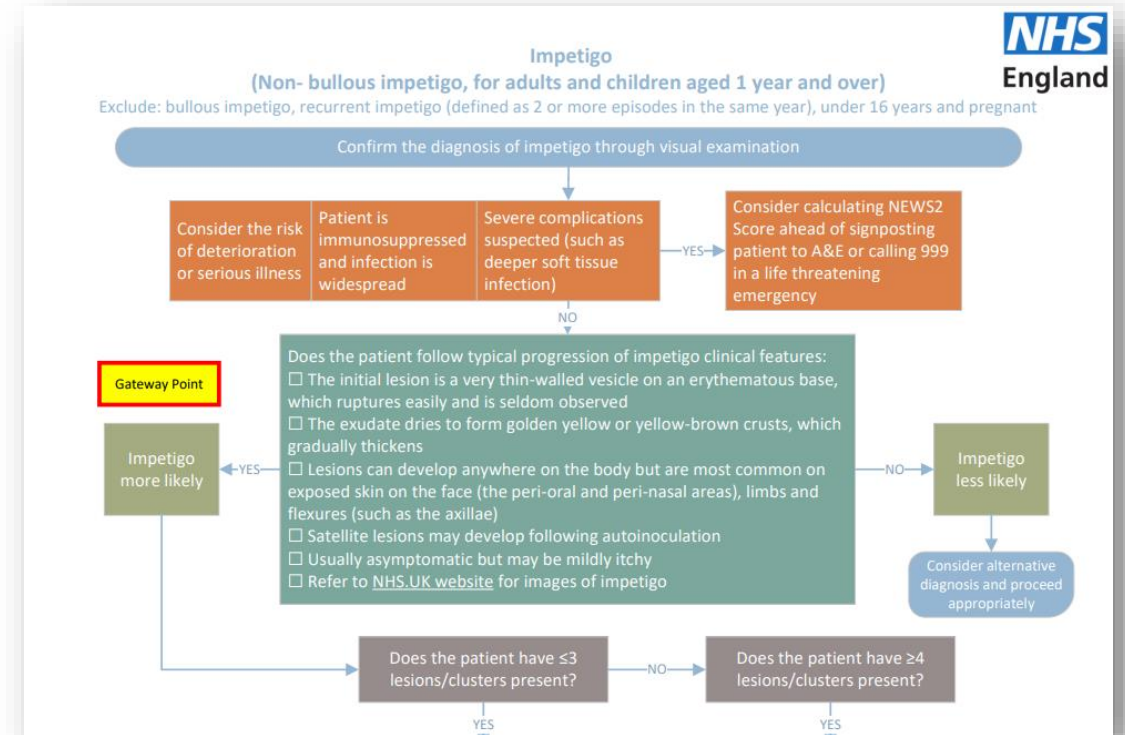 NHS
England
Impetigo
(Non- bullous impetigo, for adults and children aged 1 year and over)
Exclude: bullous impetigo, recurrent impetigo (defined as 2 or more episodes in the same year), under 16 years and pregnant
Confirm the diagnosis of impetigo through visual examination
Consider the risk
of deterioration
or serious illness
Patient is
immunosuppressed
and infection is
widespread
Severe complications
suspected (such as
deeper soft tissue
infection)
YES
Consider calculating NEWS2
Score ahead of signposting
patient to A&E or calling 999
in a life threatening
emergency
NO
Gateway Point
Does the patient follow typical progression of impetigo clinical features:
☐ The initial lesion is a very thin-walled vesicle on an erythematous base,
which ruptures easily and is seldom observed
☐ The exudate dries to form golden yellow or yellow-brown crusts, which
gradually thickens
☐ Lesions can develop anywhere on the body but are most common on
exposed skin on the face (the peri-oral and peri-nasal areas), limbs and
flexures (such as the axillae)
☐ Satellite lesions may develop following autoinoculation
☐ Usually asymptomatic but may be mildly itchy
☐ Refer to NHS.UK website for images of impetigo
YES
Impetigo
more likely
NO
Impetigo
less likely
Consider alternative
diagnosis and proceed
appropriately
Does the patient have ≤3
lesions/clusters present?
NO
Does the patient have ≥4
lesions/clusters present?
YES
YES